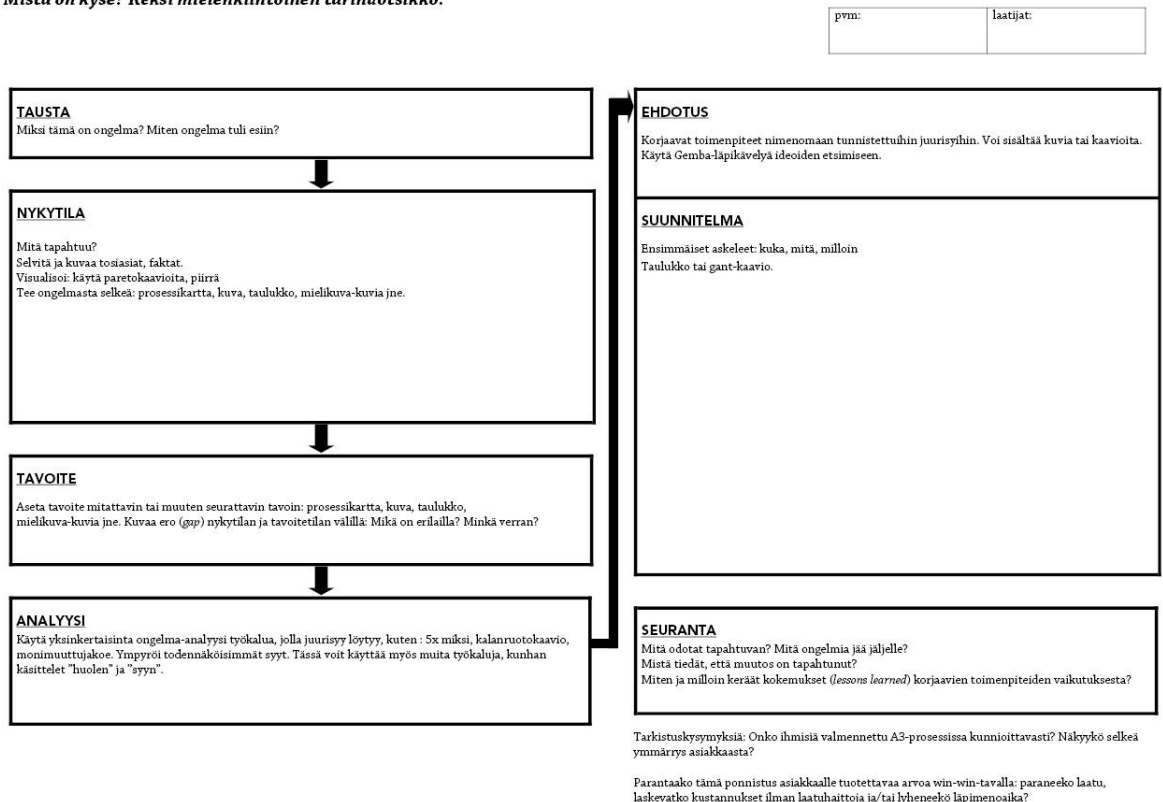 Mistä on kyse? Keksi mielenkiintoinen tarinaotsikko.
pvm:
laatijat:
TAUSTA
Miksi tämä on ongelma? Miten ongelma tuli esiin?
NYKYTILA
Mitä tapahtuu?
Selvitä ja kuvaa tosiasiat, faktat.
Visualisoi: käytä paretokaavioita, piirrä
Tee ongelmasta selkeä: prosessikartta, kuva, taulukko, mielikuva-kuvia jne.
TAVOITE
Aseta tavoite mitattavin tai muuten seurattavin tavoin: prosessikartta, kuva, taulukko,
mielikuva-kuvia jne. Kuvaa ero (gap) nykytilan ja tavoitetilan välillä: Mikä on erilailla? Minkä verran?
ANALYYSI
Käytä yksinkertaisinta ongelma-analyysi työkalua, jolla juurisyy löytyy, kuten : 5x miksi, kalanruotokaavio,
monimuuttujakoe. Ympyröi todennäköisimmät syyt. Tässä voit käyttää myös muita työkaluja, kunhan
käsittelet ”huolen” ja ”syyn”.
EHDOTUS
Korjaavat toimenpiteet nimenomaan tunnistettuihin juurisyihin. Voi sisältää kuvia tai kaavioita.
Käytä Gemba-läpikävelyä ideoiden etsimiseen.
SUUNNITELMA
Ensimmäiset askeleet: kuka, mitä, milloin
Taulukko tai gant-kaavio.
SEURANTA
Mitä odotat tapahtuvan? Mitä ongelmia jää jäljelle?
Mistä tiedät, että muutos on tapahtunut?
Miten ja milloin keräät kokemukset (lessons learned) korjaavien toimenpiteiden vaikutuksesta?
Tarkistuskysymyksiä: Onko ihmisiä valmennettu A3-prosessissa kunnioittavasti? Näkyykö selkeä
ymmärrys asiakkaasta?
Parantaako tämä ponnistus asiakkaalle tuotettavaa arvoa win-win-tavalla: paraneeko laatu,
laskevatko kustannukset ilman laatuhaittoja ja/tai lyheneekö läpimenoaika?